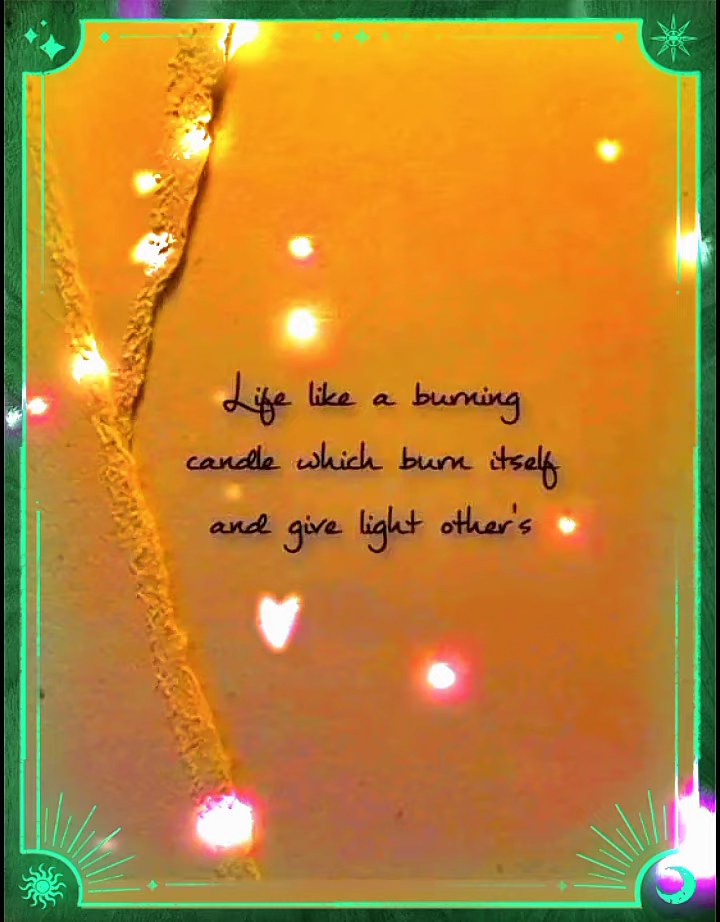 Life like a burning
candle which burn itself
and give light other's